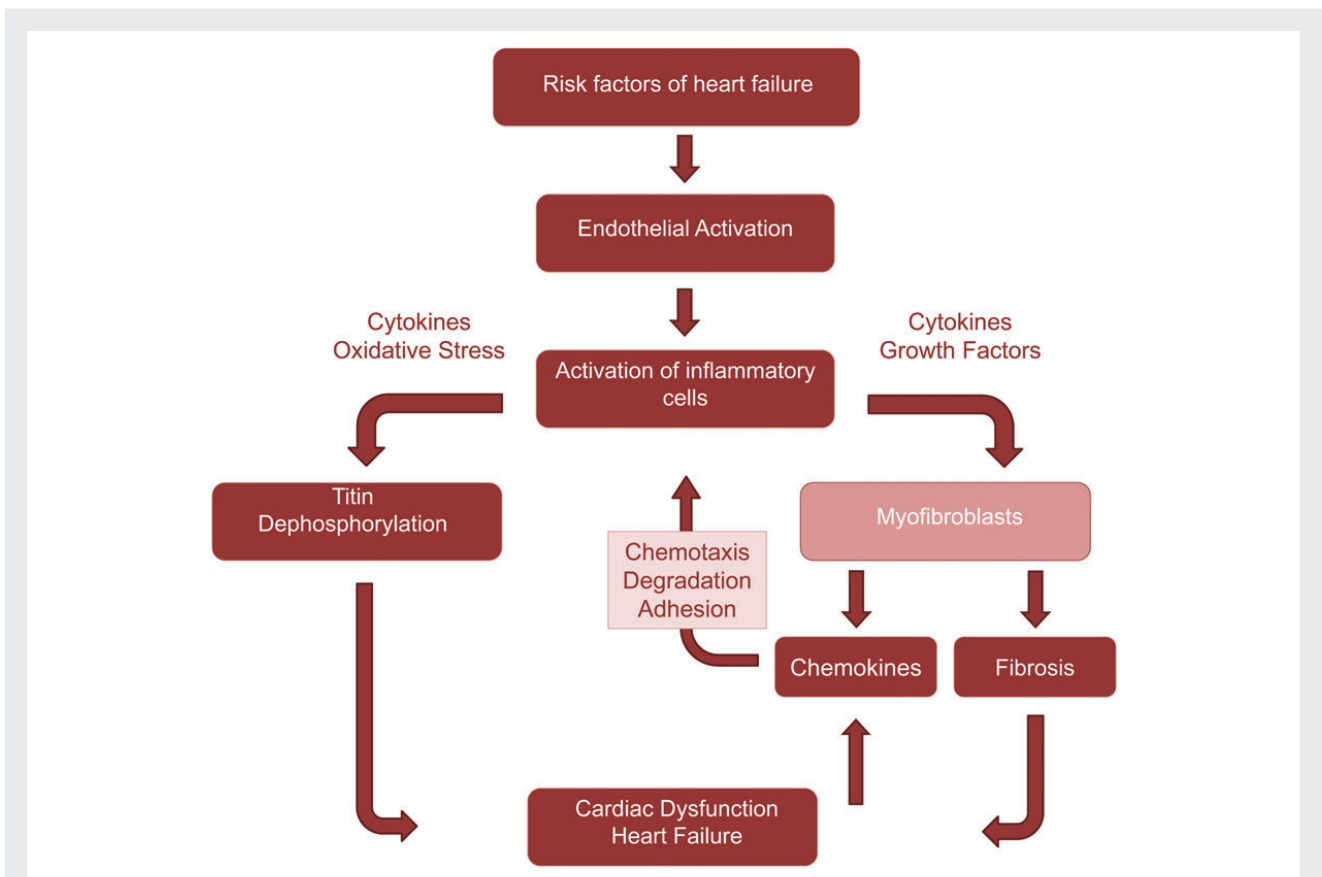 Risk factors of heart failure
Endothelial Activation
Cytokines
Oxidative Stress
Cytokines
Growth Factors
Activation of inflammatory
cells
Titin
Dephosphorylation
Myofibroblasts
Chemotaxis
Degradation
Adhesion
Chemokines
Fibrosis
Cardiac Dysfunction
Heart Failure